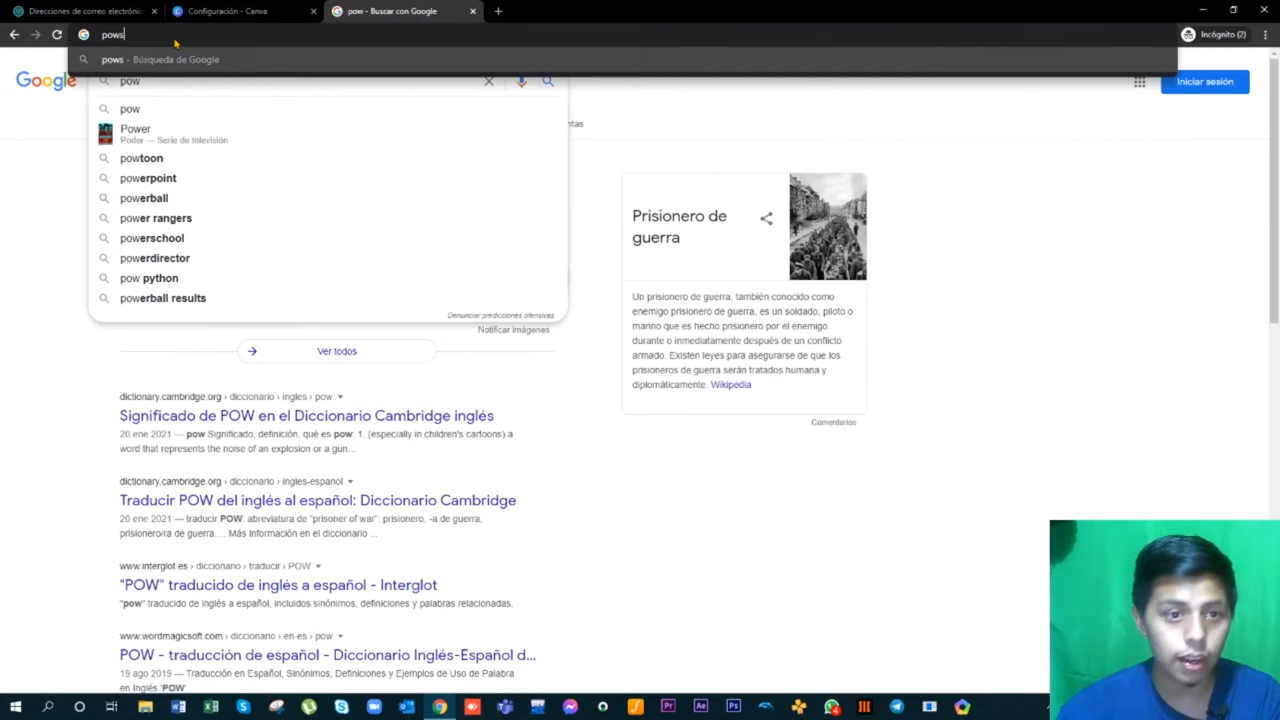 Direcciones de correo electrónic
Configuración - Canva
pow - Buscar con Google
pows
Incógnito (2)
pows - Búsqueda de Google
Google
pow
Iniciar sesión
pow
Power
Poder — Serie de televisión
powtoon
powerpoint
powerball
power rangers
powerschool
powerdirector
pow python
powerball results
Denunciar predicciones ofensivas
Notificar imágenes
Ver todos
Prisionero de
guerra
Un prisionero de guerra, también conocido como
enemigo prisionero de guerra, es un soldado, piloto o
marino que es hecho prisionero por el enemigo
durante o inmediatamente después de un conflicto
armado. Existen leyes para asegurarse de que los
prisioneros de guerra serán tratados humana y
diplomáticamente. Wikipedia
Comentarios
dictionary.cambridge.org › diccionario › ingles › pow
Significado de POW en el Diccionario Cambridge inglés
20 ene 2021 — pow Significado, definición, qué es pow: 1. (especially in children's cartoons) a
word that represents the noise of an explosion or a gun…
dictionary.cambridge.org › diccionario › ingles-espanol
Traducir POW del inglés al español: Diccionario Cambridge
20 ene 2021 — traducir POW. abreviatura de "prisoner of war". prisionero, -a de guerra,
prisionero/ra de guerra.… Más información en el diccionario ...
www.interglot.es › diccionario › traducir › POW
"POW" traducido de inglés a español - Interglot
"pow" traducido de inglés a español, incluidos sinónimos, definiciones y palabras relacionadas.
www.wordmagicsoft.com › diccionario › en-es › pow
POW - traducción de español - Diccionario Inglés-Español d...
19 ago 2019 — Traducción en Español, Sinónimos, Definiciones y Ejemplos de Uso de Palabra
en Inglés 'POW'